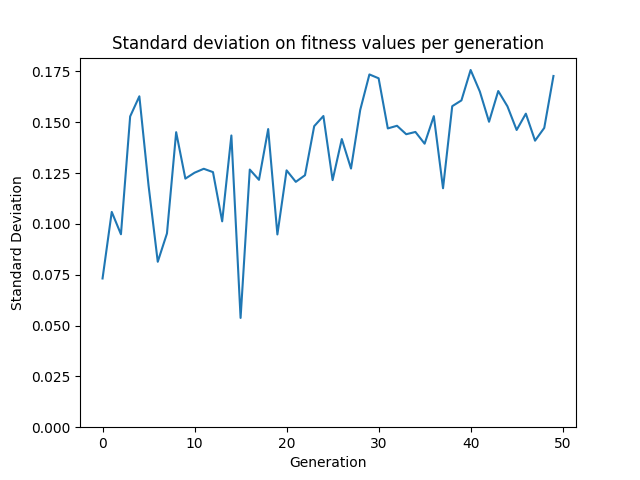 Standard deviation on fitness values per generation
Standard Deviation
0.175
0.150
0.125
0.100
0.075
0.050
0.025
0.000
0 10 20 30 40 50
Generation